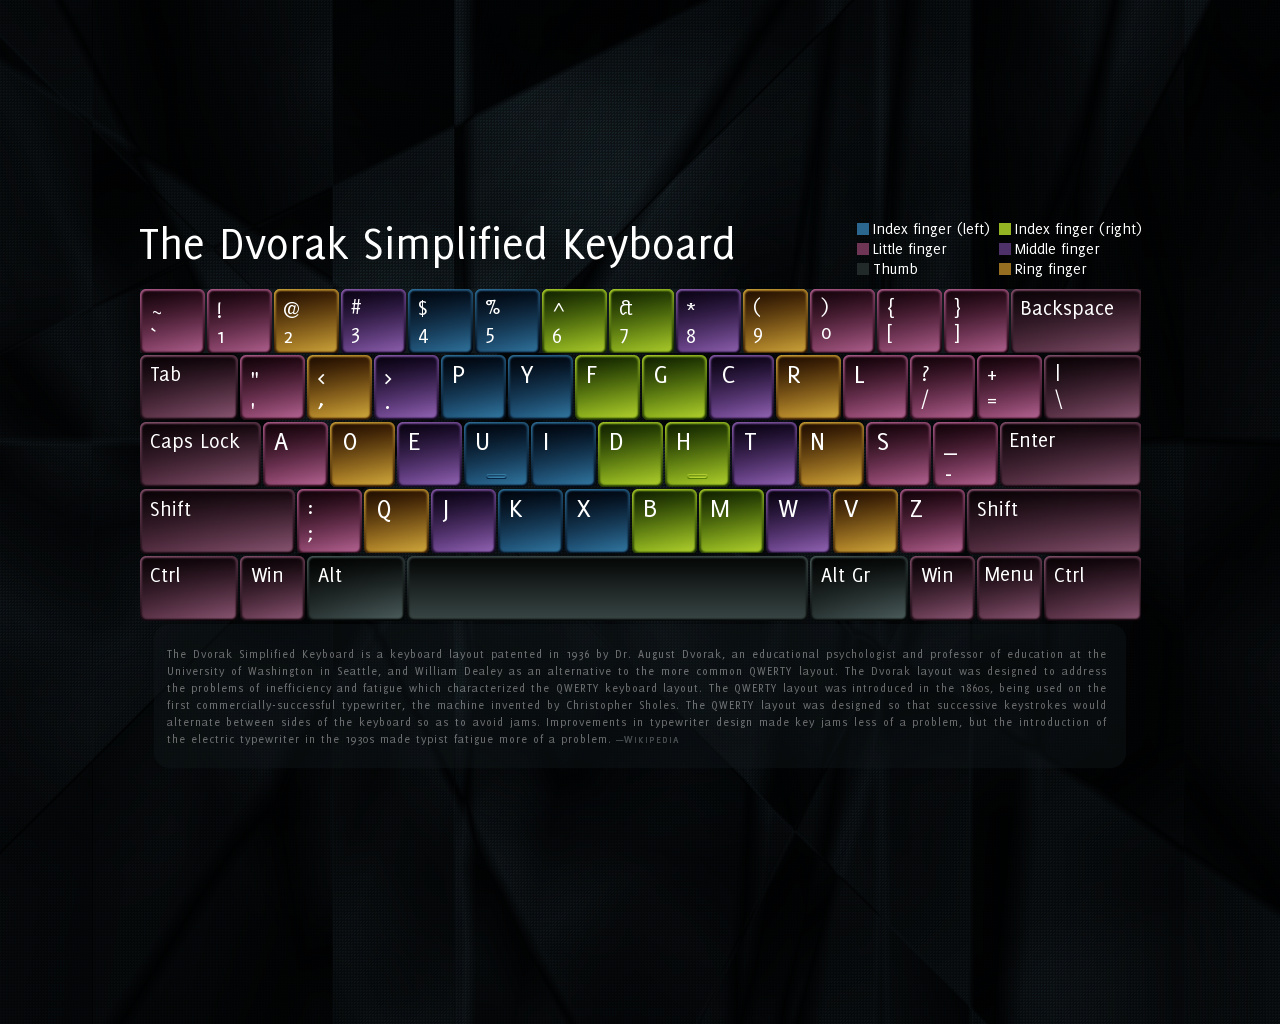 The Dvorak Simplified Keyboard
Index finger (left) Index finger (right)
Little finger Middle finger
Thumb Ring finger
~ ! @ # $ % ^ & * ( ) { } Backspace
` 1 2 3 4 5 6 7 8 9 0 [ ]
Tab " < > P Y F G C R L ? + |
' , . / = \
Caps Lock A O E U I D H T N S _ Enter
-
Shift : Q J K X B M W V Z Shift
;
Ctrl Win Alt Alt Gr Win Menu Ctrl
The Dvorak Simplified Keyboard is a keyboard layout patented in 1936 by Dr. August Dvorak, an educational psychologist and professor of education at the
University of Washington in Seattle, and William Dealey as an alternative to the more common QWERTY layout. The Dvorak layout was designed to address
the problems of inefficiency and fatigue which characterized the QWERTY keyboard layout. The QWERTY layout was introduced in the 1860s, being used on the
first commercially-successful typewriter, the machine invented by Christopher Sholes. The QWERTY layout was designed so that successive keystrokes would
alternate between sides of the keyboard so as to avoid jams. Improvements in typewriter design made key jams less of a problem, but the introduction of
the electric typewriter in the 1930s made typist fatigue more of a problem. —WIKIPEDIA